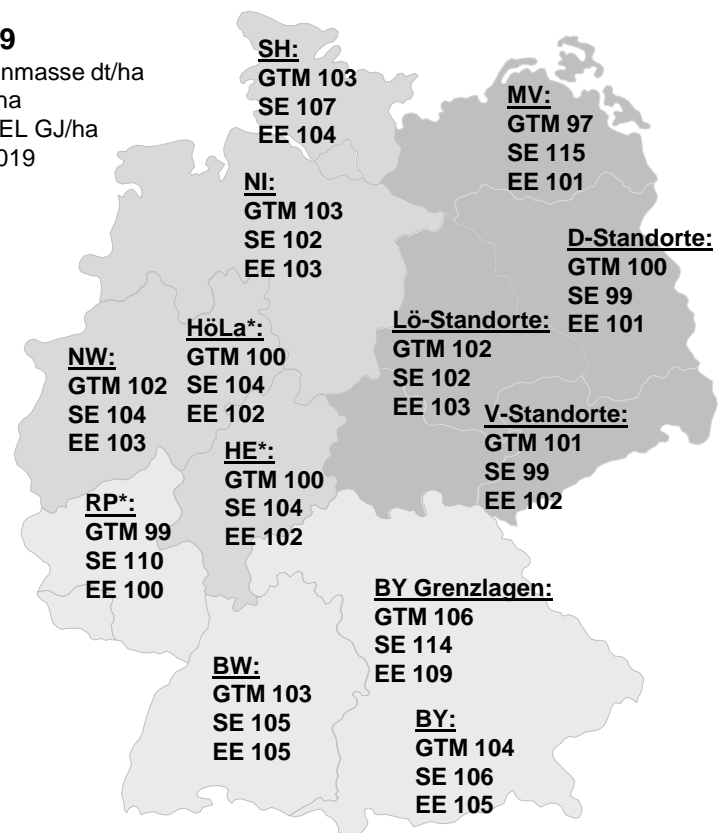 9
nmasse dt/ha
ha
EL GJ/ha
019
SH:
GTM 103
SE 107
EE 104
MV:
GTM 97
SE 115
EE 101
NI:
GTM 103
SE 102
EE 103
D-Standorte:
GTM 100
SE 99
EE 101
HöLa*:
GTM 100
SE 104
EE 102
Lö-Standorte:
GTM 102
SE 102
EE 103
NW:
GTM 102
SE 104
EE 103
V-Standorte:
GTM 101
SE 99
EE 102
HE*:
GTM 100
SE 104
EE 102
RP*:
GTM 99
SE 110
EE 100
BY Grenzlagen:
GTM 106
SE 114
EE 109
BW:
GTM 103
SE 105
EE 105
BY:
GTM 104
SE 106
EE 105